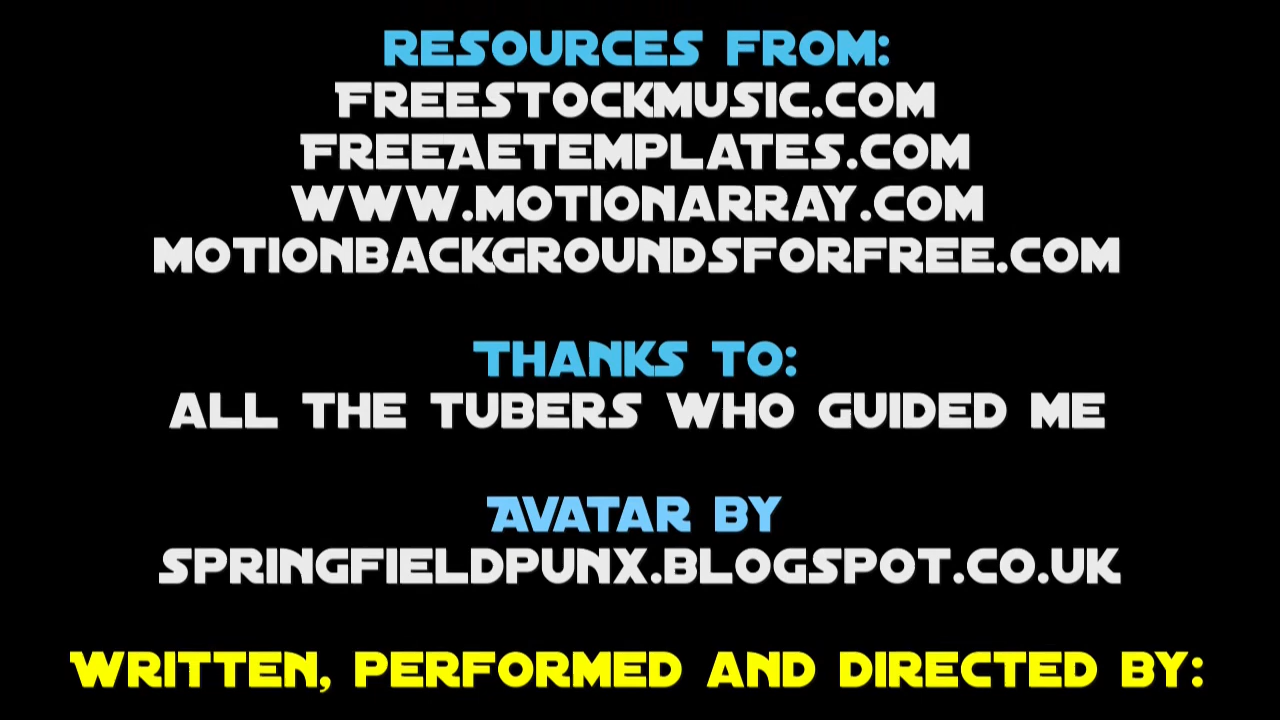 RESOURCES FROM:
FREESTOCKMUSIC.COM
FREEAETEMPLATES.COM
WWW.MOTIONARRAY.COM
MOTIONBACKGROUNDSFORFREE.COM
THANKS TO:
ALL THE TUBERS WHO GUIDED ME
AVATAR BY
SPRINGFIELDPUNX.BLOGSPOT.CO.UK
WRITTEN, PERFORMED AND DIRECTED BY: